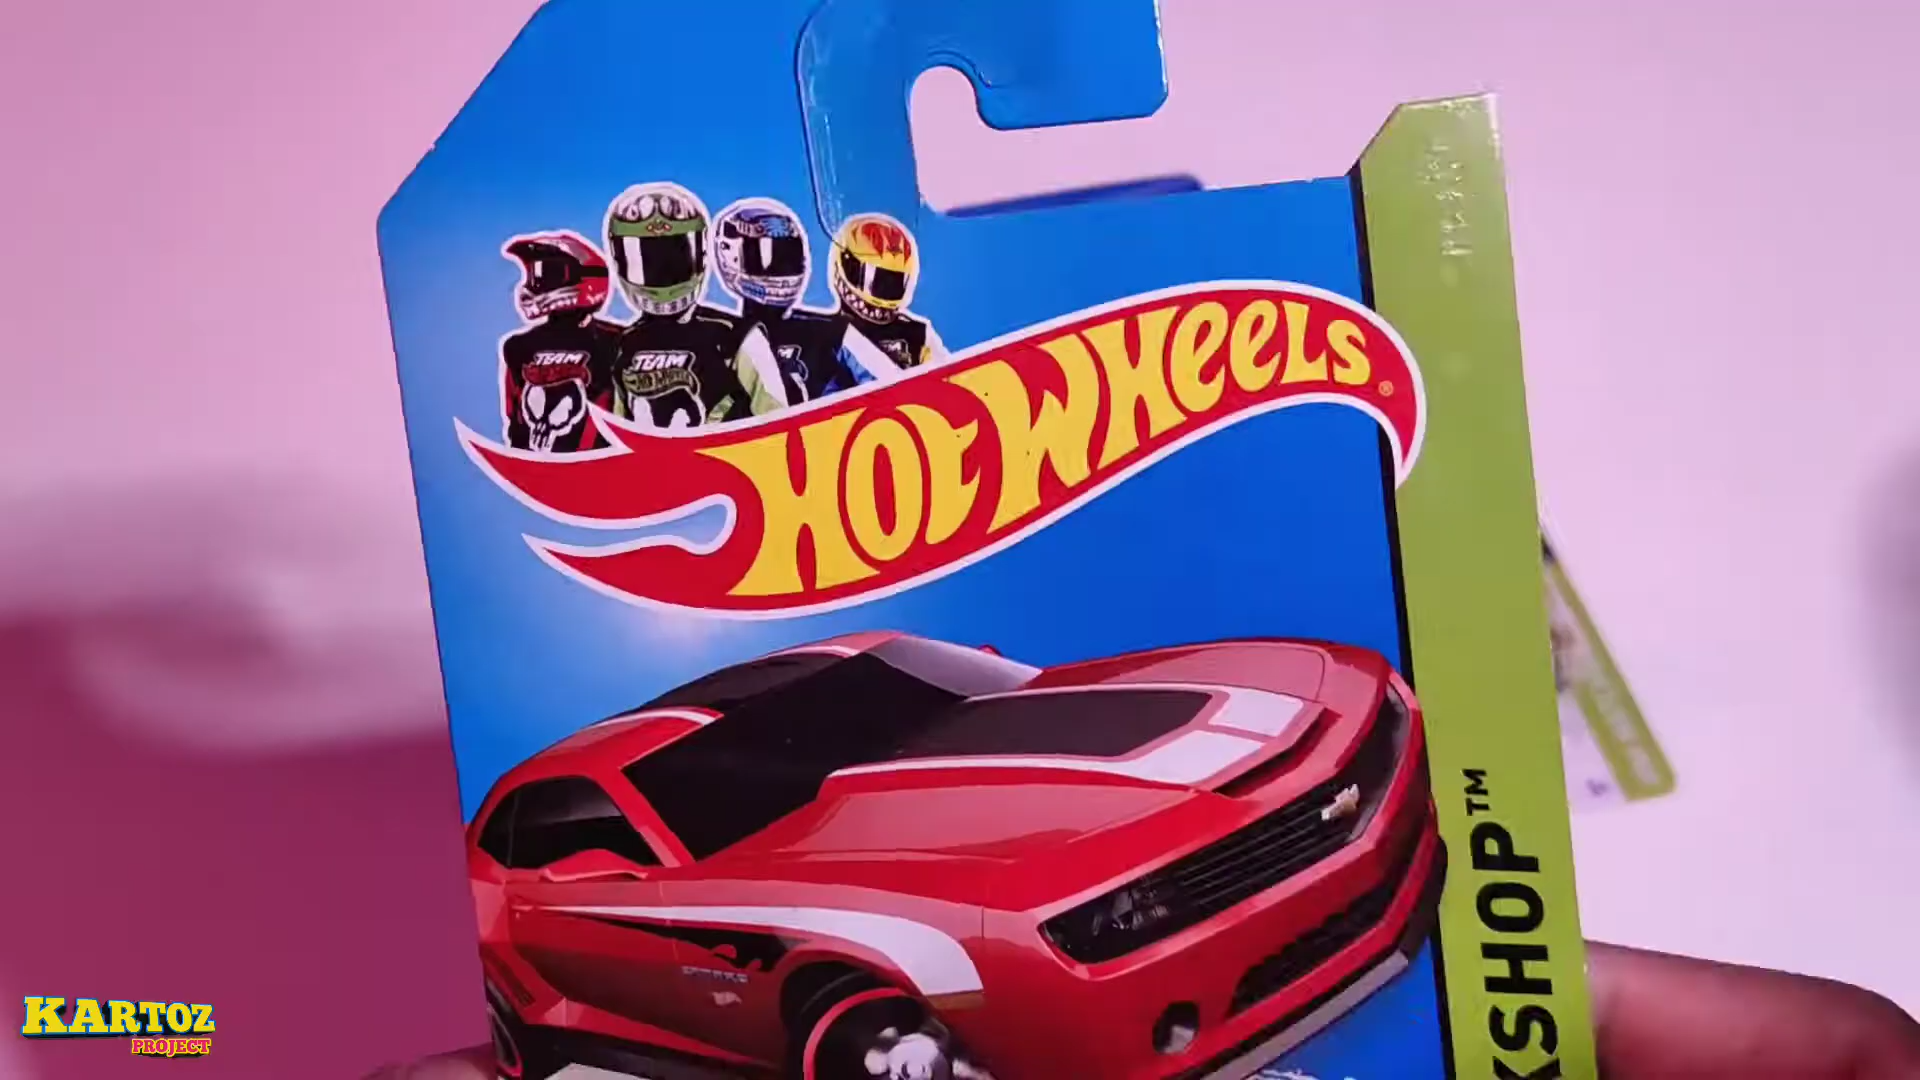 TEAM
TEAM
HOT WHEELS
KSHOP™
KARTOZ
PROJECT